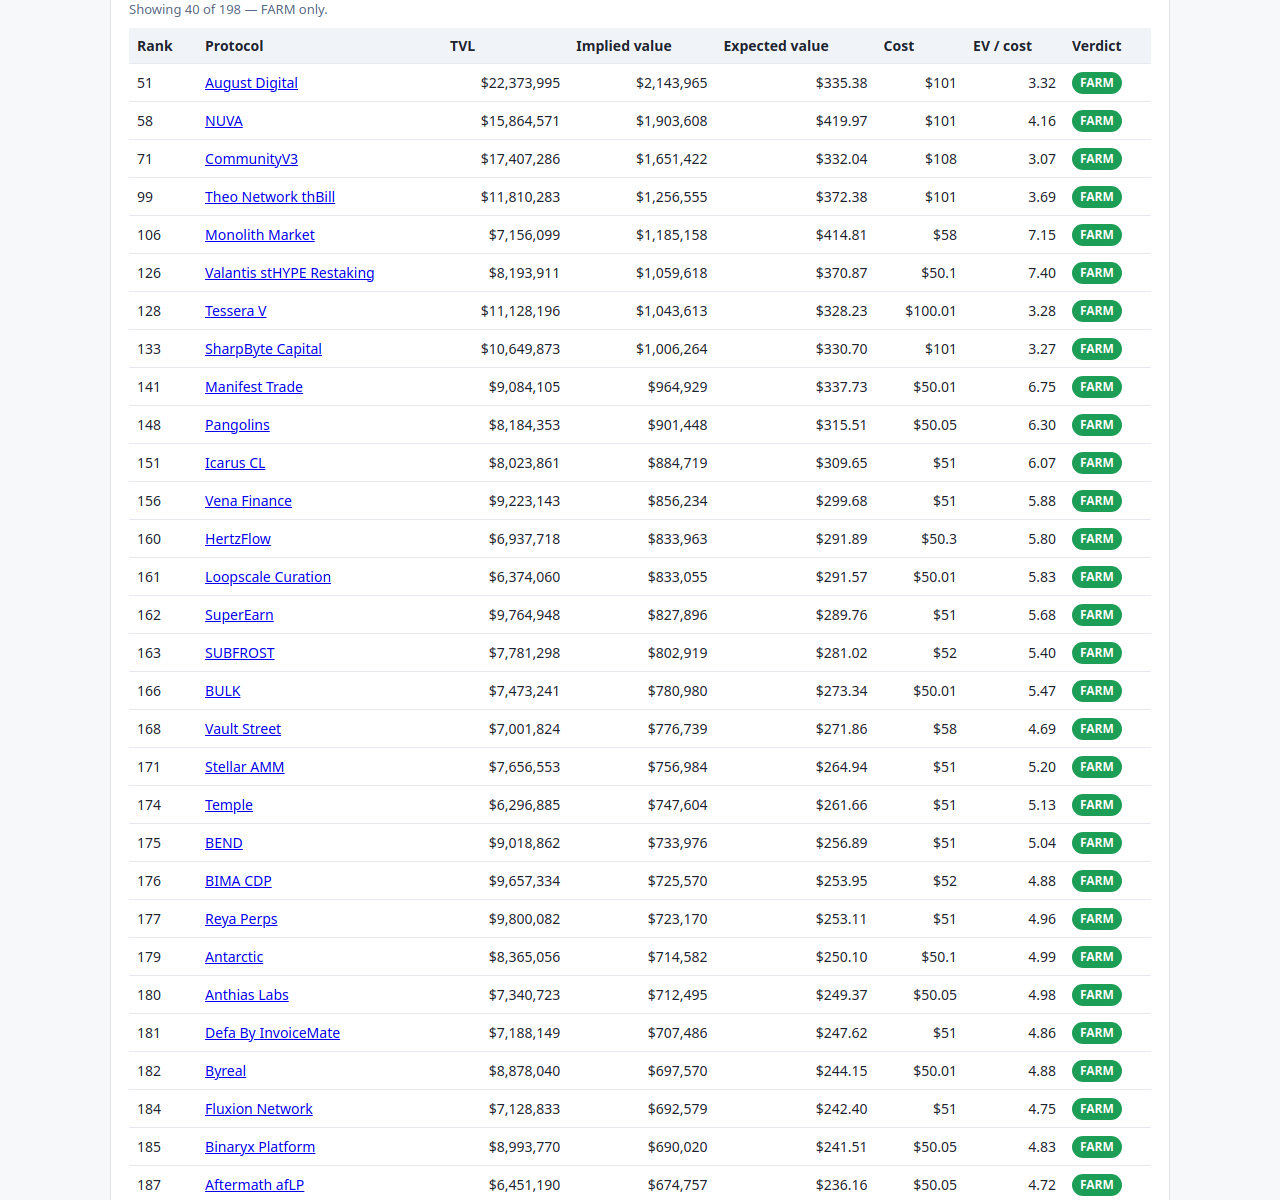 Showing 40 of 198 — FARM only.
Rank Protocol TVL Implied value Expected value Cost EV / cost Verdict
51 August Digital $22,373,995 $2,143,965 $335.38 $101 3.32 FARM
58 NUVA $15,864,571 $1,903,608 $419.97 $101 4.16 FARM
71 CommunityV3 $17,407,286 $1,651,422 $332.04 $108 3.07 FARM
99 Theo Network thBill $11,810,283 $1,256,555 $372.38 $101 3.69 FARM
106 Monolith Market $7,156,099 $1,185,158 $414.81 $58 7.15 FARM
126 Valantis stHYPE Restaking $8,193,911 $1,059,618 $370.87 $50.1 7.40 FARM
128 Tessera V $11,128,196 $1,043,613 $328.23 $100.01 3.28 FARM
133 SharpByte Capital $10,649,873 $1,006,264 $330.70 $101 3.27 FARM
141 Manifest Trade $9,084,105 $964,929 $337.73 $50.01 6.75 FARM
148 Pangolins $8,184,353 $901,448 $315.51 $50.05 6.30 FARM
151 Icarus CL $8,023,861 $884,719 $309.65 $51 6.07 FARM
156 Vena Finance $9,223,143 $856,234 $299.68 $51 5.88 FARM
160 HertzFlow $6,937,718 $833,963 $291.89 $50.3 5.80 FARM
161 Loopscale Curation $6,374,060 $833,055 $291.57 $50.01 5.83 FARM
162 SuperEarn $9,764,948 $827,896 $289.76 $51 5.68 FARM
163 SUBFROST $7,781,298 $802,919 $281.02 $52 5.40 FARM
166 BULK $7,473,241 $780,980 $273.34 $50.01 5.47 FARM
168 Vault Street $7,001,824 $776,739 $271.86 $58 4.69 FARM
171 Stellar AMM $7,656,553 $756,984 $264.94 $51 5.20 FARM
174 Temple $6,296,885 $747,604 $261.66 $51 5.13 FARM
175 BEND $9,018,862 $733,976 $256.89 $51 5.04 FARM
176 BIMA CDP $9,657,334 $725,570 $253.95 $52 4.88 FARM
177 Reya Perps $9,800,082 $723,170 $253.11 $51 4.96 FARM
179 Antarctic $8,365,056 $714,582 $250.10 $50.1 4.99 FARM
180 Anthias Labs $7,340,723 $712,495 $249.37 $50.05 4.98 FARM
181 Defa By InvoiceMate $7,188,149 $707,486 $247.62 $51 4.86 FARM
182 Byreal $8,878,040 $697,570 $244.15 $50.01 4.88 FARM
184 Fluxion Network $7,128,833 $692,579 $242.40 $51 4.75 FARM
185 Binaryx Platform $8,993,770 $690,020 $241.51 $50.05 4.83 FARM
187 Aftermath afLP $6,451,190 $674,757 $236.16 $50.05 4.72 FARM